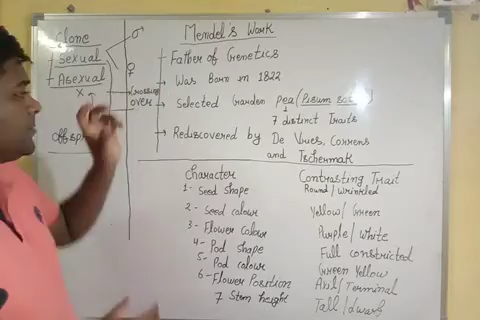 Clone
Sexual
Asexual
x
♂
♀
Crossing
over
offsp
Mendel's Work
Father of Genetics
Was Born in 1822
Selected Garden pea (Pisum sa
7 distinct Traits
Rediscovered by De Vries, Correns
and Tschermak
Character Contrasting Trait
1- Seed shape Round/Wrinkled
2- Seed colour Yellow/Green
3- Flower Colour Purple/White
4- Pod shape Full constricted
5- Pod colour Green Yellow
6- Flower Position Axil/Terminal
7 Stem height Tall/dwarf